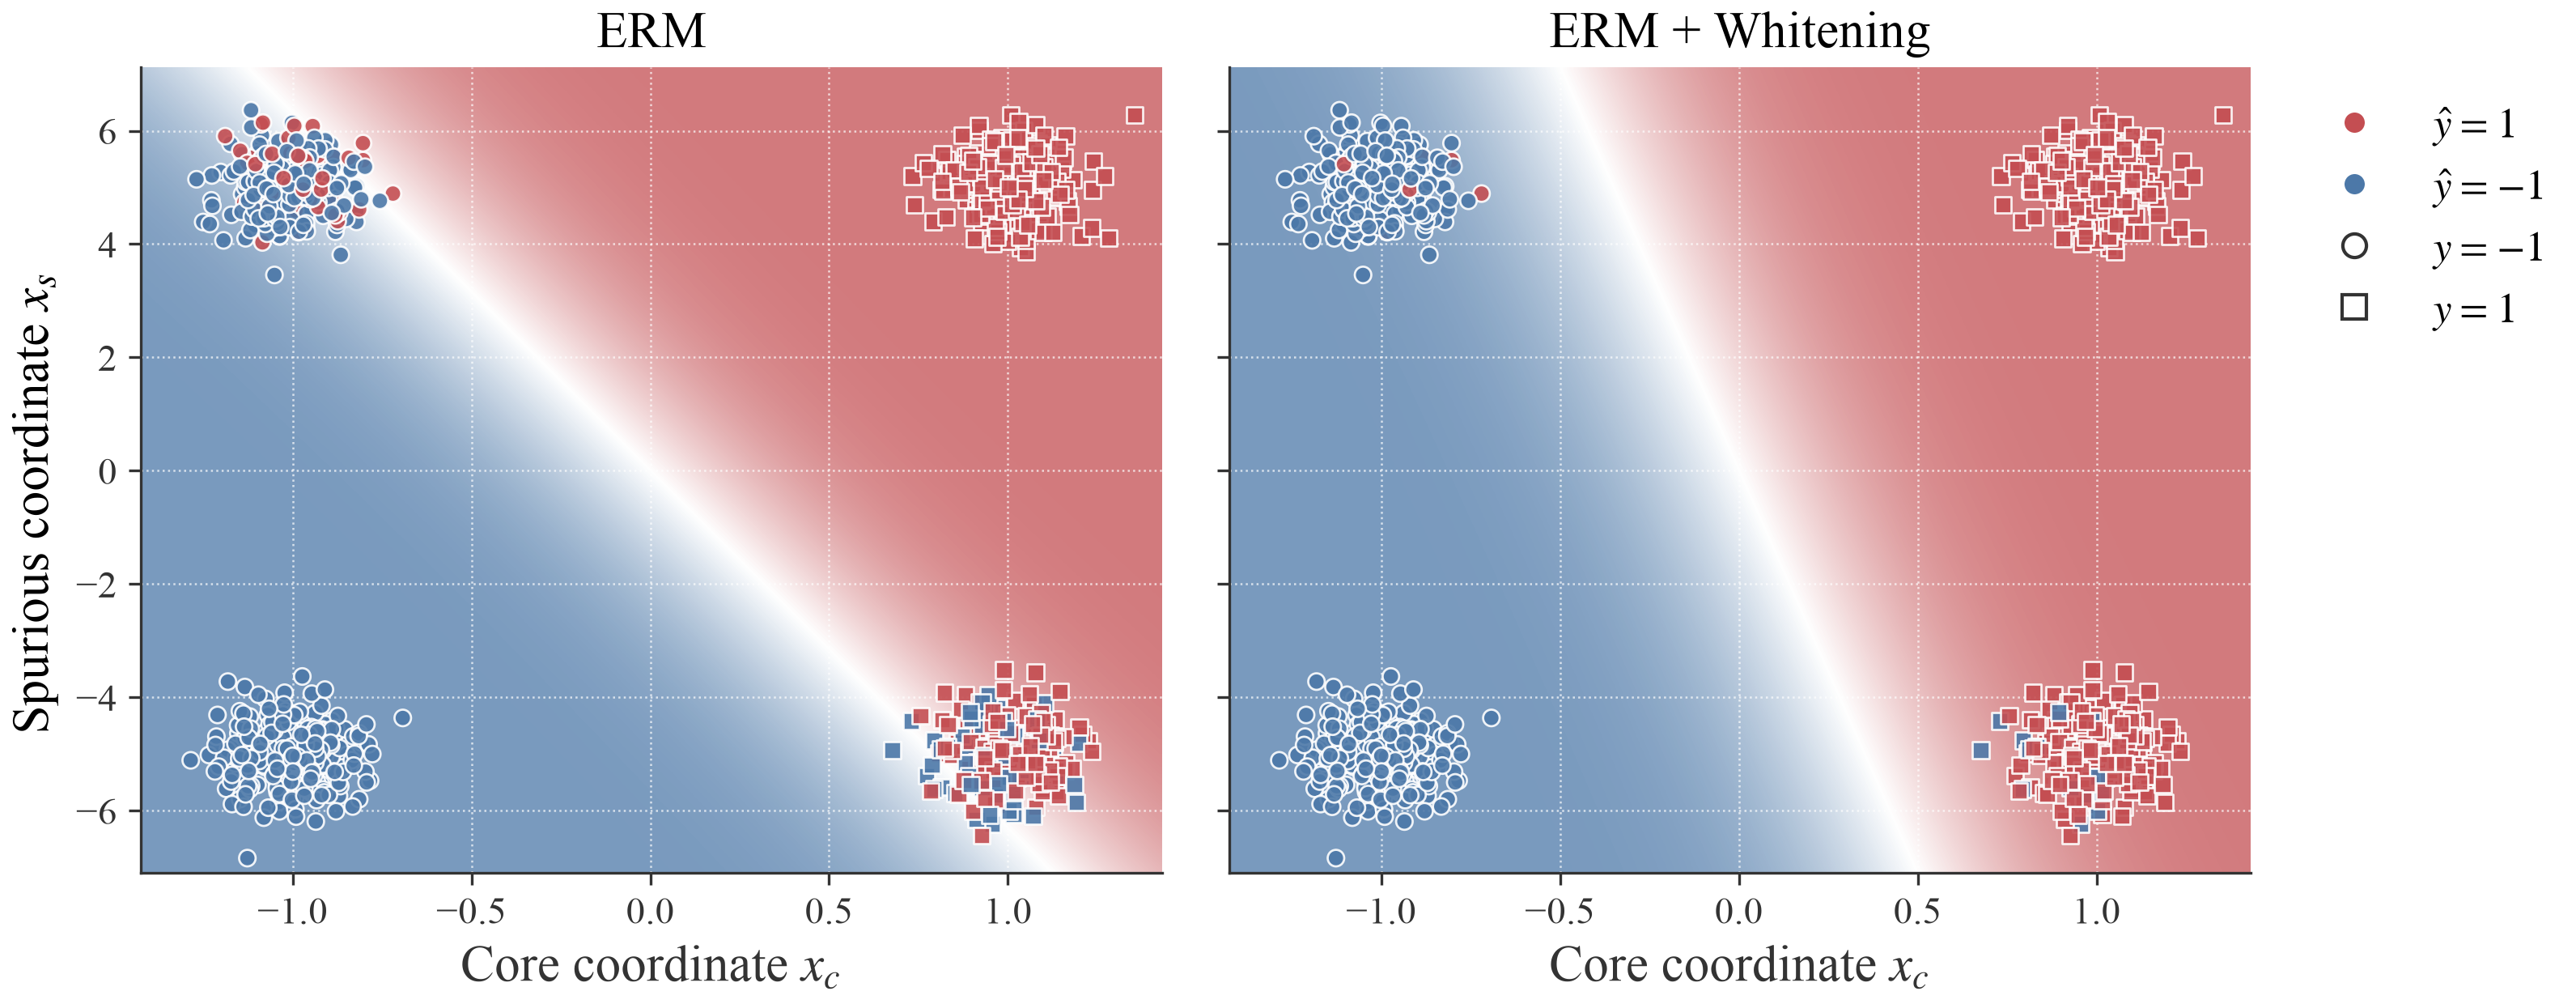 ERM
ERM + Whitening
Spurious coordinate xₛ
6
4
2
0
−2
−4
−6
−1.0 −0.5 0.0 0.5 1.0
−1.0 −0.5 0.0 0.5 1.0
Core coordinate x_c
Core coordinate x_c
ŷ = 1
ŷ = −1
y = −1
y = 1